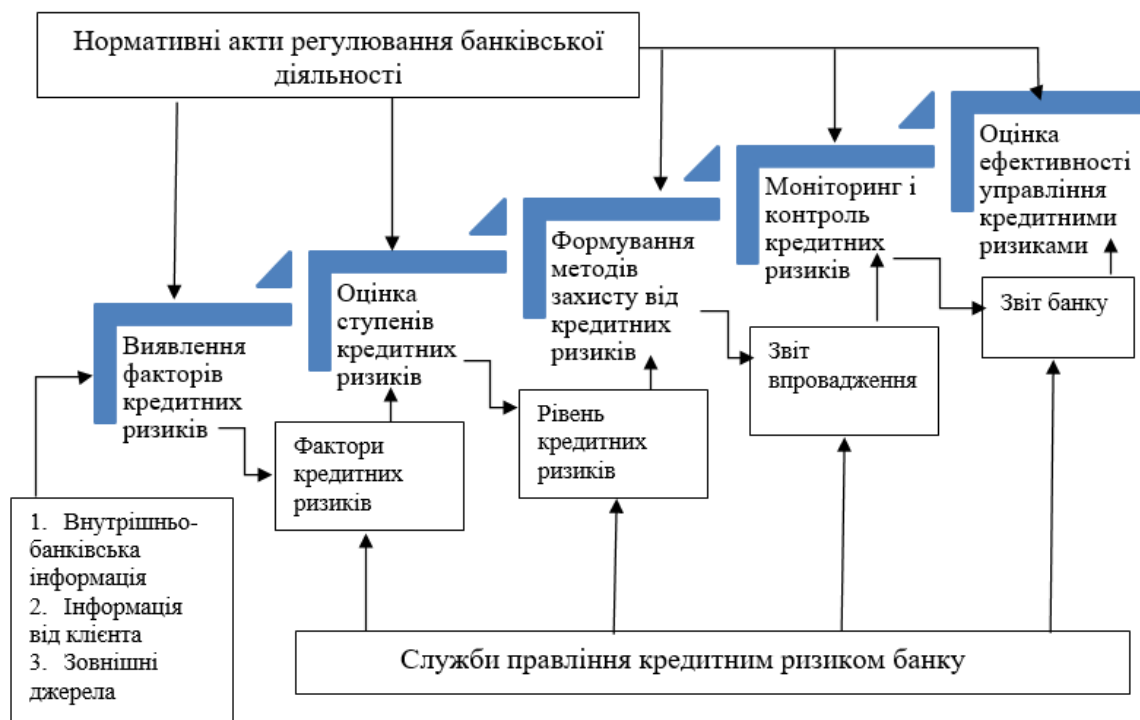 Нормативні акти регулювання банківської
діяльності
Оцінка
ефективності
управління
кредитними
ризиками
Моніторинг і
контроль
кредитних
ризиків
Формування
методів
захисту від
кредитних
ризиків
Оцінка
ступенів
кредитних
ризиків
Виявлення
факторів
кредитних
ризиків
Звіт банку
Звіт
впровадження
Рівень
кредитних
ризиків
Фактори
кредитних
ризиків
1. Внутрішньо-
банківська
інформація
2. Інформація
від клієнта
3. Зовнішні
джерела
Служби правління кредитним ризиком банку